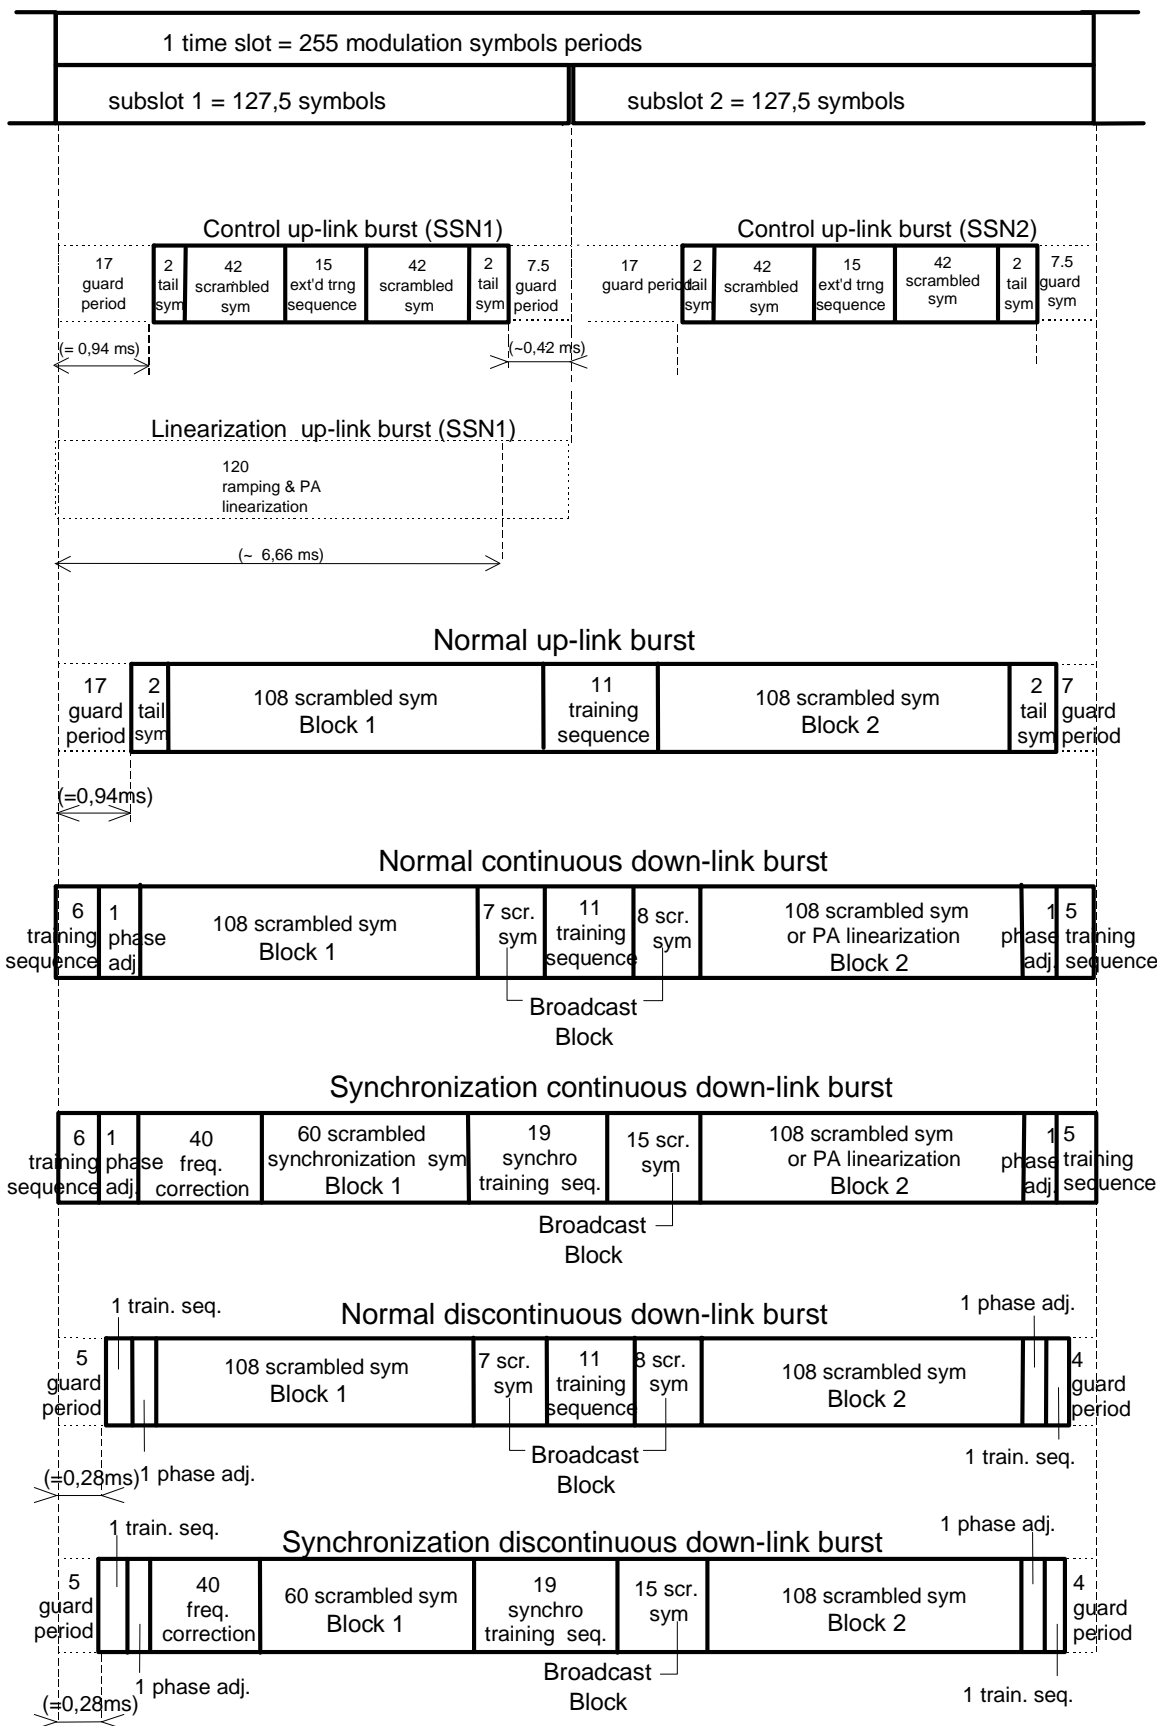 1 time slot = 255 modulation symbols periods
subslot 1 = 127,5 symbols
subslot 2 = 127,5 symbols
Control up-link burst (SSN1)
Control up-link burst (SSN2)
17
guard
period
2
tail
sym
42
scrambled
sym
15
ext'd trng
sequence
42
scrambled
sym
2
tail
sym
7.5
guard
period
17
guard period
2
tail
sym
42
scrambled
sym
15
ext'd trng
sequence
42
scrambled
sym
2
tail
sym
7.5
guard
sym
(= 0,94 ms)
(~0,42 ms)
Linearization up-link burst (SSN1)
120
ramping & PA
linearization
(~ 6,66 ms)
Normal up-link burst
17
guard
period
2
tail
sym
108 scrambled sym
Block 1
11
training
sequence
108 scrambled sym
Block 2
2
tail
sym
7
guard
period
(=0,94ms)
Normal continuous down-link burst
6
training
sequence
1
phase
adj.
108 scrambled sym
Block 1
7 scr.
sym
11
training
sequence
8 scr.
sym
108 scrambled sym
or PA linearization
Block 2
1
phase
adj.
5
training
sequence
Broadcast
Block
Synchronization continuous down-link burst
6
training
sequence
1
phase
adj.
40
freq.
correction
60 scrambled
synchronization sym
Block 1
19
synchro
training seq.
15 scr.
sym
108 scrambled sym
or PA linearization
Block 2
1
phase
adj.
5
training
sequence
Broadcast
Block
1 train. seq.
Normal discontinuous down-link burst
1 phase adj.
5
guard
period
108 scrambled sym
Block 1
7 scr.
sym
11
training
sequence
8 scr.
sym
108 scrambled sym
Block 2
4
guard
period
Broadcast
Block
1 train. seq.
(=0,28ms)
1 phase adj.
1 train. seq.
Synchronization discontinuous down-link burst
1 phase adj.
5
guard
period
40
freq.
correction
60 scrambled sym
Block 1
19
synchro
training seq.
15 scr.
sym
108 scrambled sym
Block 2
4
guard
period
Broadcast
Block
1 phase adj.
1 train. seq.
(=0,28ms)